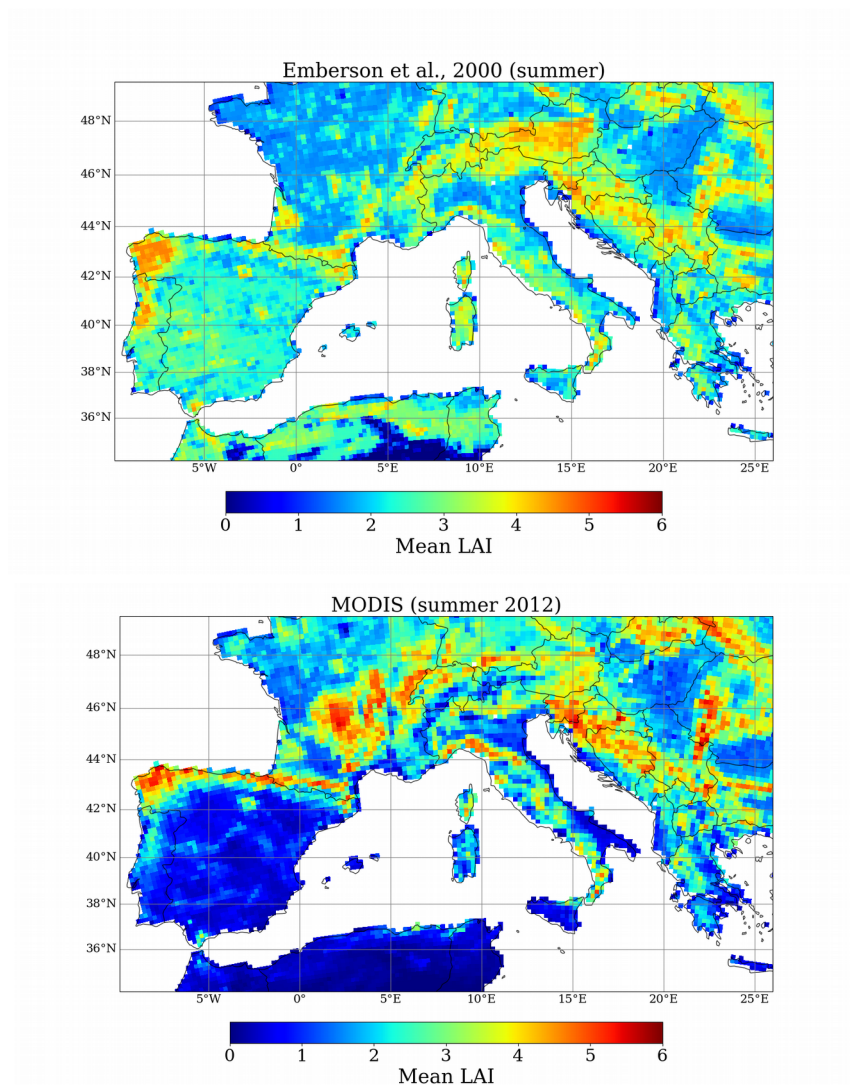 Emberson et al., 2000 (summer)
48°N
46°N
44°N
42°N
40°N
38°N
36°N
5°W 0° 5°E 10°E 15°E 20°E 25°E
0 1 2 3 4 5 6
Mean LAI
MODIS (summer 2012)
48°N
46°N
44°N
42°N
40°N
38°N
36°N
5°W 0° 5°E 10°E 15°E 20°E 25°E
0 1 2 3 4 5 6
Mean LAI